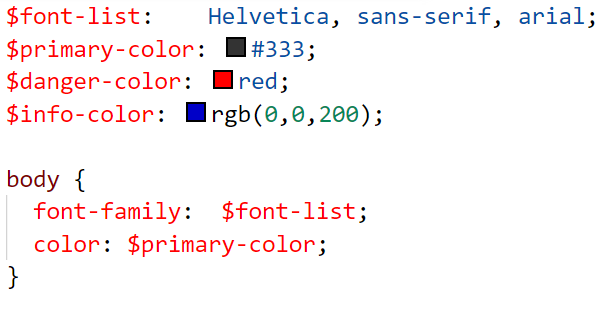 $font-list:    Helvetica, sans-serif, arial;
$primary-color: #333;
$danger-color: red;
$info-color: rgb(0,0,200);

body {
  font-family:  $font-list;
  color: $primary-color;
}